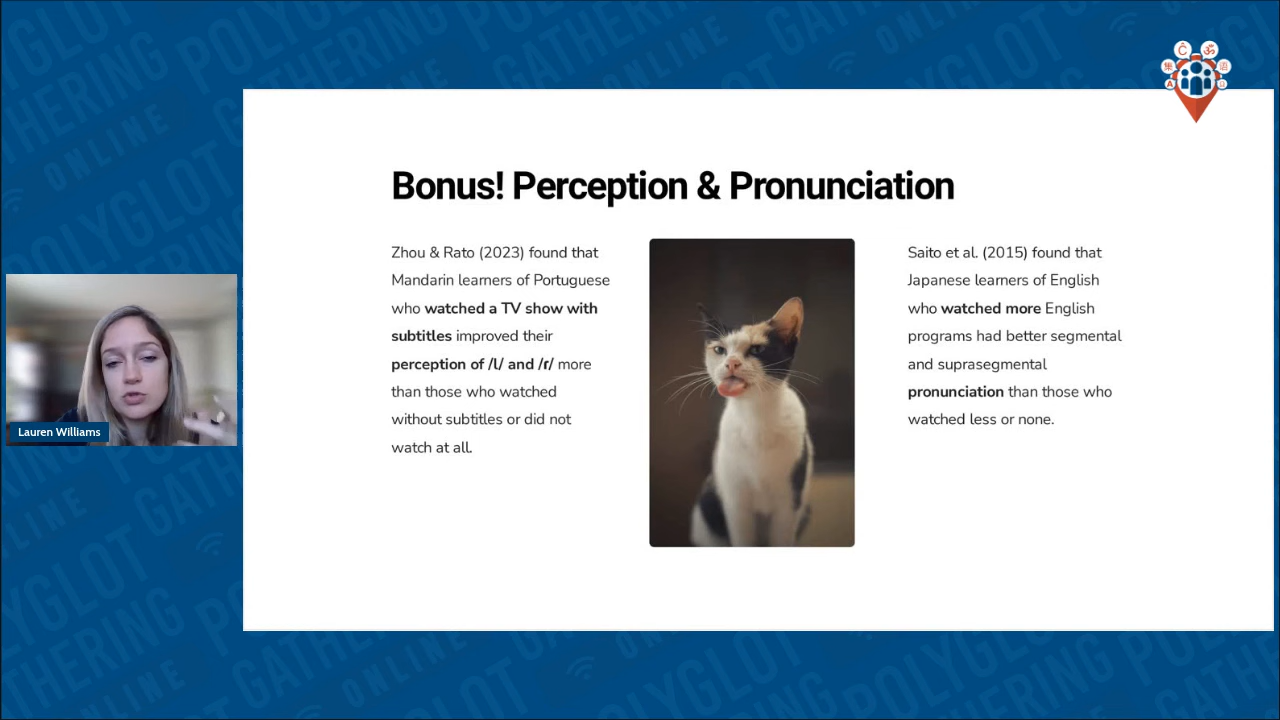 Bonus! Perception & Pronunciation
Zhou & Rato (2023) found that
Mandarin learners of Portuguese
who watched a TV show with
subtitles improved their
perception of /l/ and /ɾ/ more
than those who watched
without subtitles or did not
watch at all.
Saito et al. (2015) found that
Japanese learners of English
who watched more English
programs had better segmental
and suprasegmental
pronunciation than those who
watched less or none.
Lauren Williams
POLYGLOT
GATHERING
ONLINE